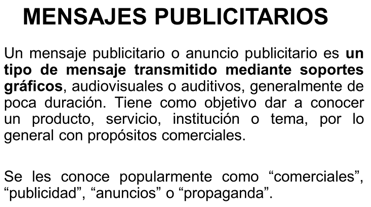 MENSAJES PUBLICITARIOS
Un mensaje publicitario o anuncio publicitario es un
tipo de mensaje transmitido mediante soportes
gráficos, audiovisuales o auditivos, generalmente de
poca duración. Tiene como objetivo dar a conocer
un producto, servicio, institución o tema, por lo
general con propósitos comerciales.
Se les conoce popularmente como “comerciales”,
“publicidad”, “anuncios” o “propaganda”.